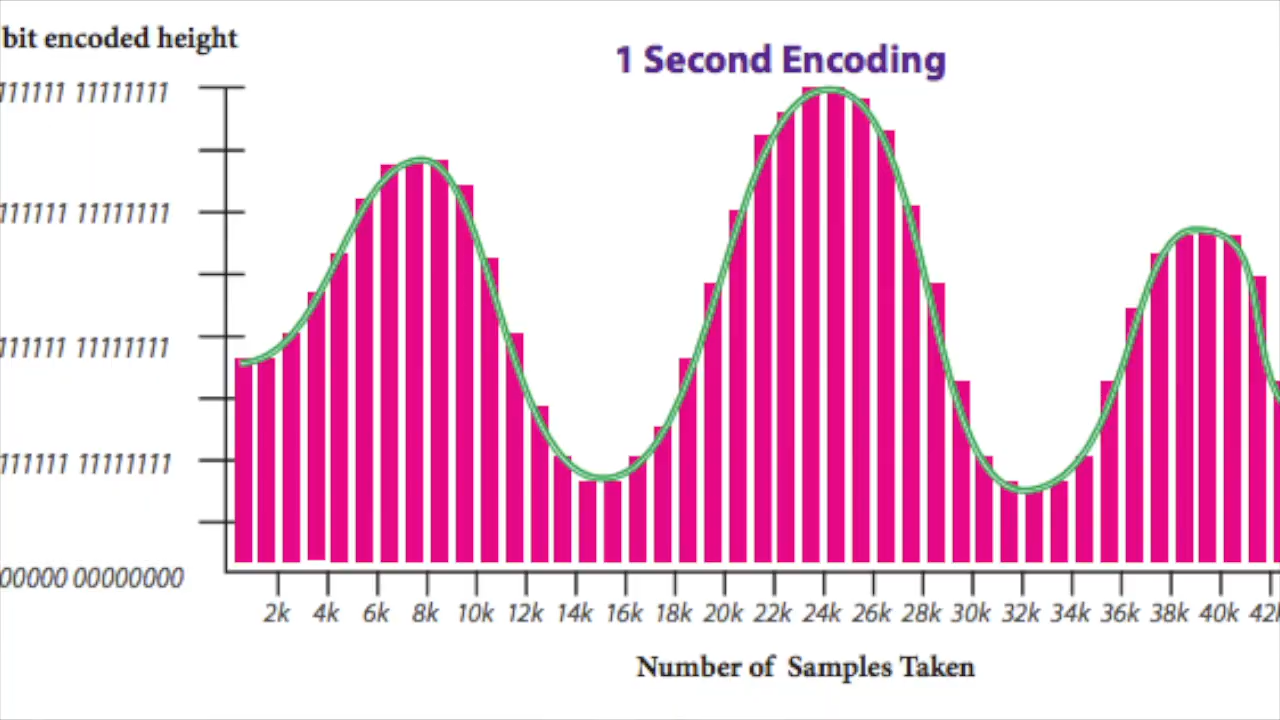 bit encoded height
1 Second Encoding
111111 11111111
111111 11111111
111111 11111111
111111 11111111
00000 00000000
2k 4k 6k 8k 10k 12k 14k 16k 18k 20k 22k 24k 26k 28k 30k 32k 34k 36k 38k 40k 42k
Number of Samples Taken